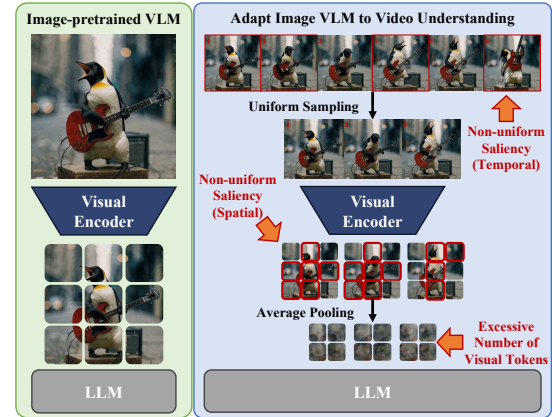 Image-pretrained VLM
Visual
Encoder
LLM
Adapt Image VLM to Video Understanding
Uniform Sampling
Non-uniform
Saliency
(Temporal)
Non-uniform
Saliency
(Spatial)
Visual
Encoder
Average Pooling
Excessive
Number of
Visual Tokens
LLM